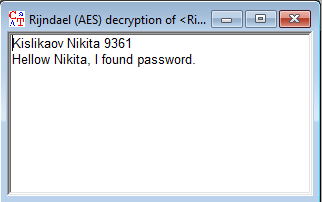 Rijndael (AES) decryption of <Ri...
Kislikaov Nikita 9361
Hellow Nikita, I found password.